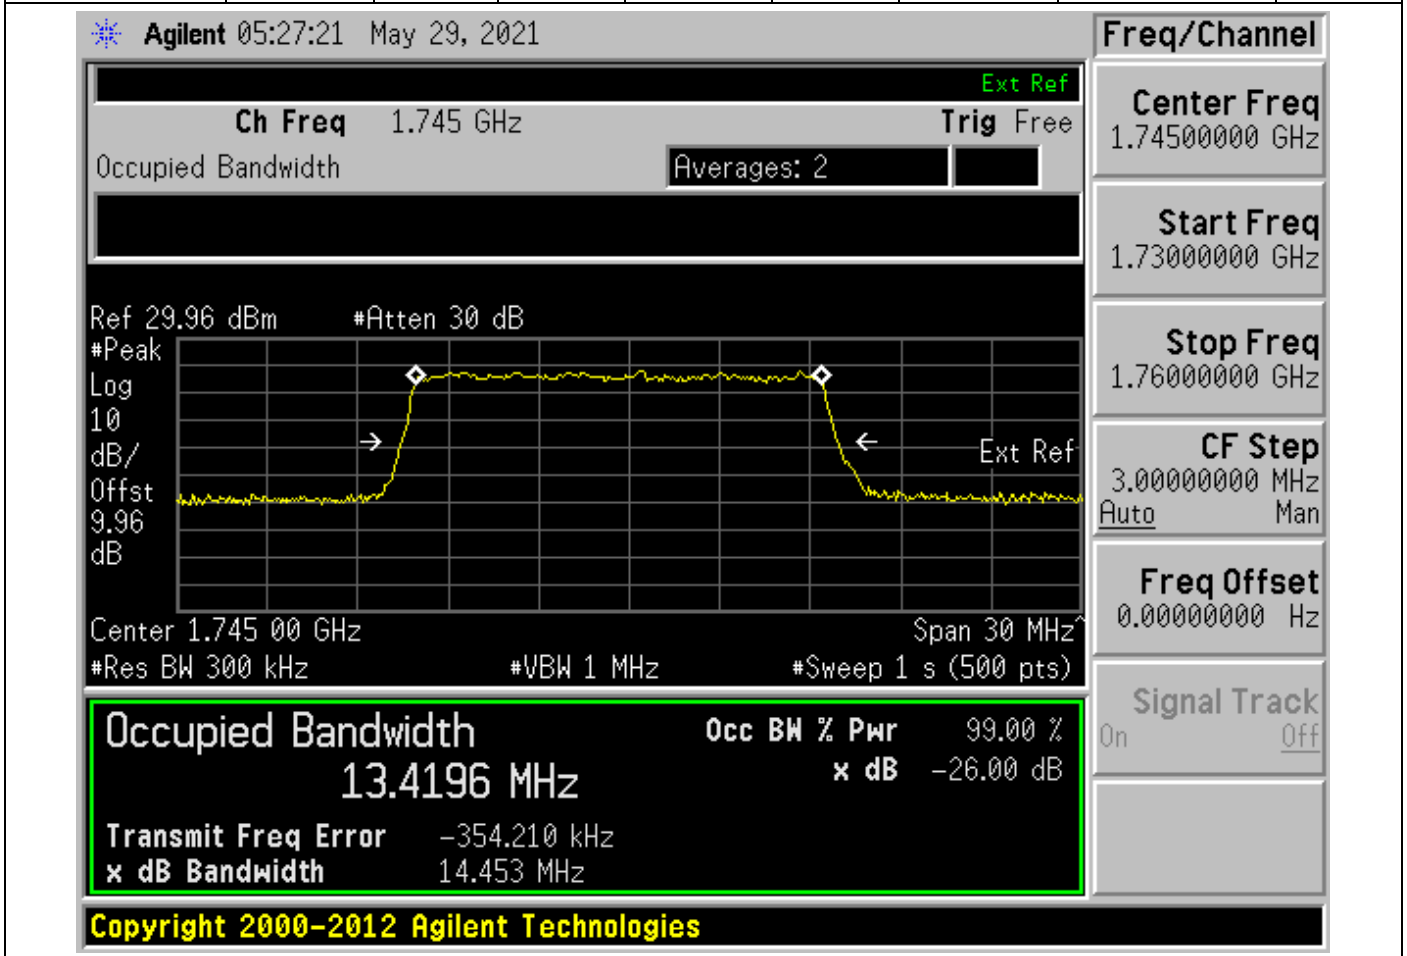 Agilent 05:27:21 May 29, 2021
Freq/Channel
Ext Ref
Ch Freq 1.745 GHz Trig Free
Occupied Bandwidth Averages: 2
Center Freq
1.74500000 GHz
Start Freq
1.73000000 GHz
Stop Freq
1.76000000 GHz
CF Step
3.00000000 MHz
Auto Man
Freq Offset
0.00000000 Hz
Signal Track
On Off
Ref 29.96 dBm #Atten 30 dB
#Peak
Log
10
dB/
Offst
9.96
dB
Ext Ref
Center 1.745 00 GHz Span 30 MHz^
#Res BW 300 kHz #VBW 1 MHz #Sweep 1 s (500 pts)
Occupied Bandwidth Occ BW % Pwr 99.00 %
13.4196 MHz x dB -26.00 dB
Transmit Freq Error -354.210 kHz
x dB Bandwidth 14.453 MHz
Copyright 2000-2012 Agilent Technologies